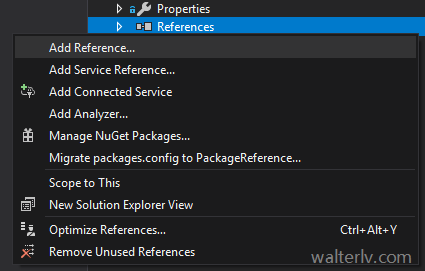 Properties
References
Add Reference...
Add Service Reference...
Add Connected Service
Add Analyzer...
Manage NuGet Packages...
Migrate packages.config to PackageReference...
Scope to This
New Solution Explorer View
Optimize References... Ctrl+Alt+Y
Remove Unused References
walterlv.com